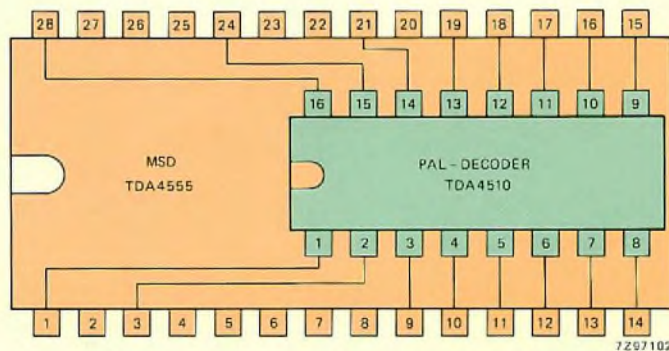 28 27 26 25 24 23 22 21 20 19 18 17 16 15
16 15 14 13 12 11 10 9
MSD
TDA4555
PAL-DECODER
TDA4510
1 2 3 4 5 6 7 8
1 2 3 4 5 6 7 8 9 10 11 12 13 14
7Z97102